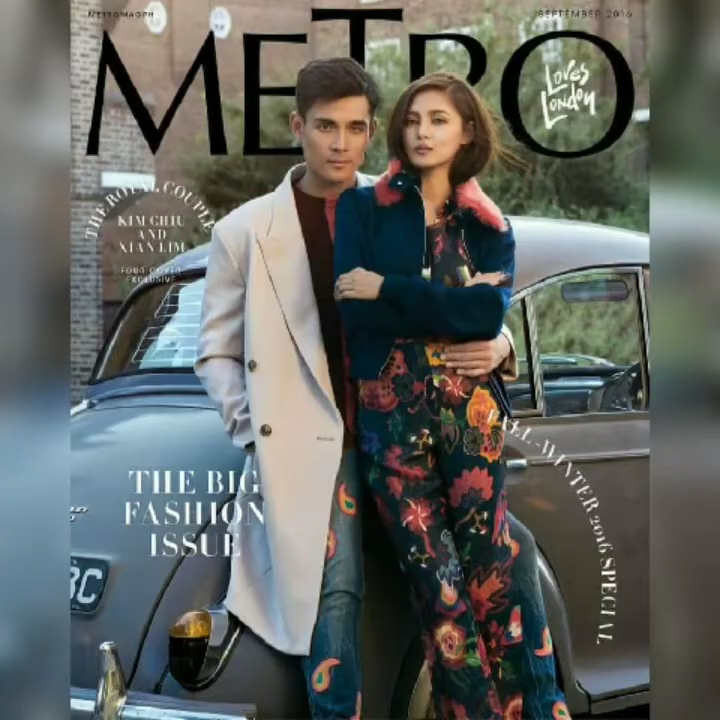 METROMAGPH
SEPTEMBER 2016
METRO
Loves
London
THE ROYAL COUPLE
KIM CHIU
AND
XIAN LIM
FOUR-COVER
EXCLUSIVE
THE BIG
FASHION
ISSUE
FALL-WINTER 2016 SPECIAL
BC